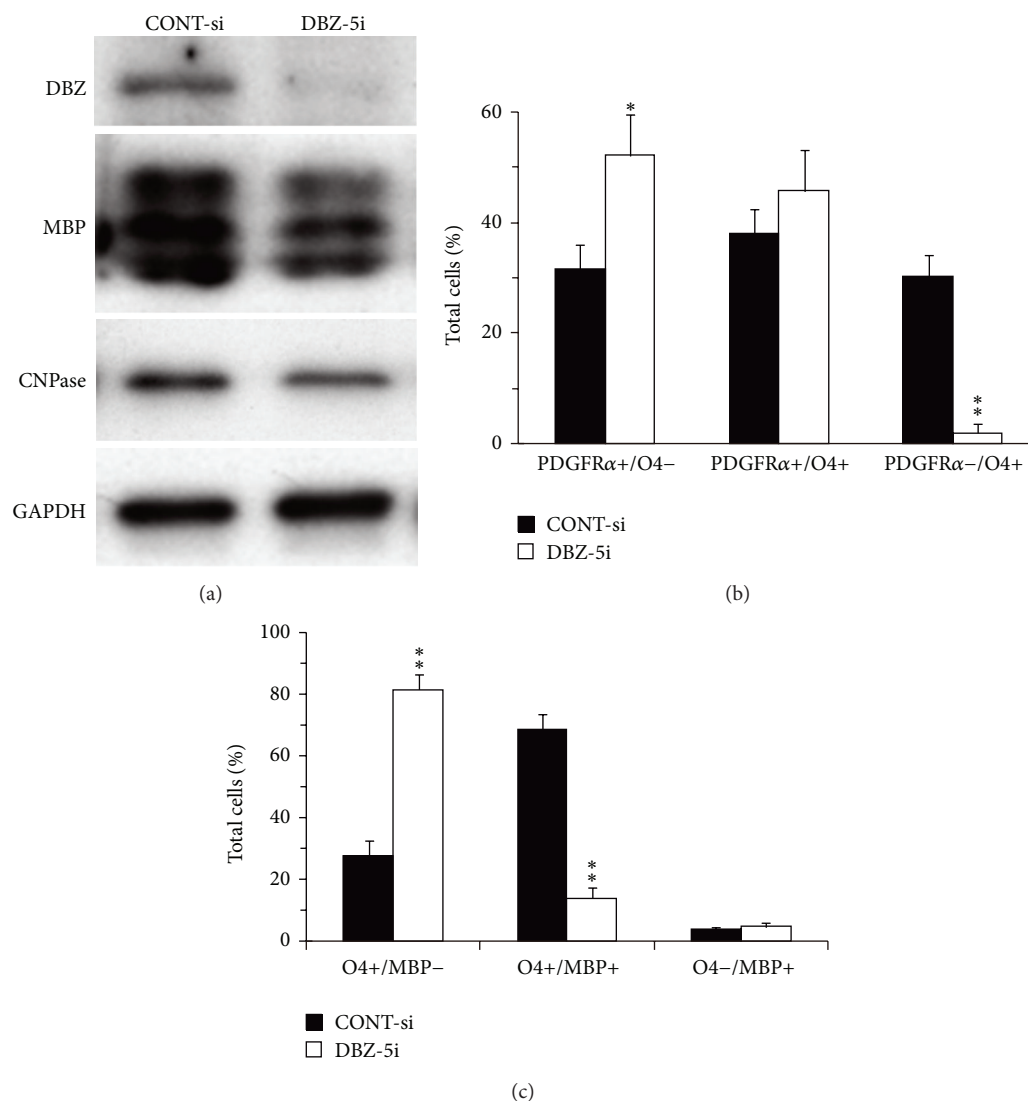 CONT-si DBZ-5i
DBZ
MBP
CNPase
GAPDH
(a)
60
40
20
0
Total cells (%)
*
*
*
PDGFRα+/O4− PDGFRα+/O4+ PDGFRα−/O4+
CONT-si
DBZ-5i
(b)
100
80
60
40
20
0
Total cells (%)
*
*
*
*
O4+/MBP− O4+/MBP+ O4−/MBP+
CONT-si
DBZ-5i
(c)